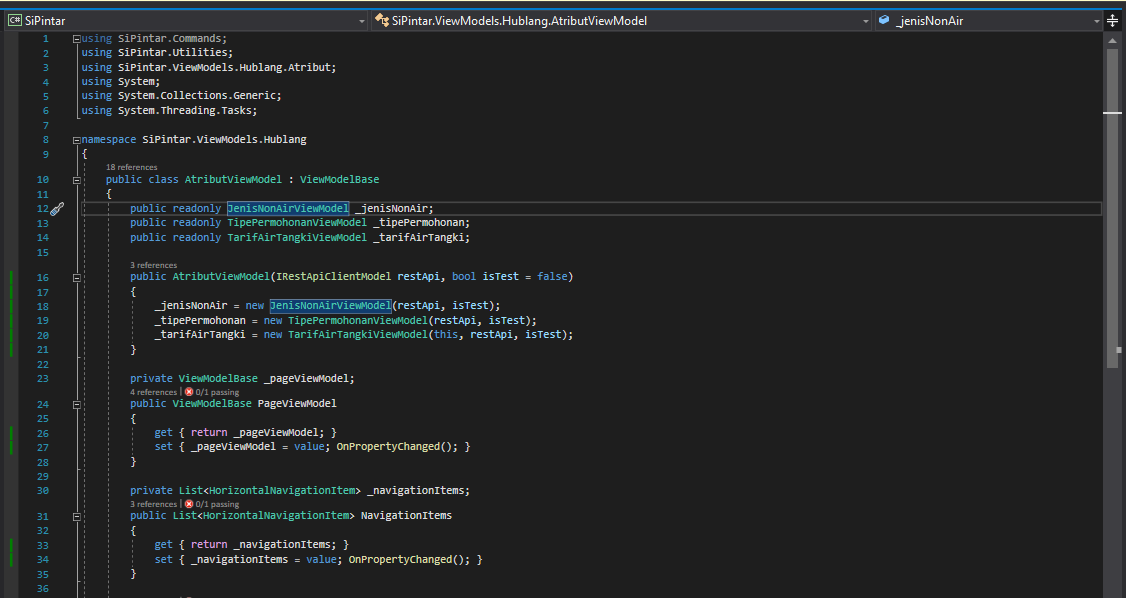 C# SiPintar SiPintar.ViewModels.Hublang.AtributViewModel _jenisNonAir
1 using SiPintar.Commands;
2 using SiPintar.Utilities;
3 using SiPintar.ViewModels.Hublang.Atribut;
4 using System;
5 using System.Collections.Generic;
6 using System.Threading.Tasks;
7
8 namespace SiPintar.ViewModels.Hublang
9 {
18 references
10 public class AtributViewModel : ViewModelBase
11 {
12 public readonly JenisNonAirViewModel _jenisNonAir;
13 public readonly TipePermohonanViewModel _tipePermohonan;
14 public readonly TarifAirTangkiViewModel _tarifAirTangki;
15
3 references
16 public AtributViewModel(IRestApiClientModel restApi, bool isTest = false)
17 {
18 _jenisNonAir = new JenisNonAirViewModel(restApi, isTest);
19 _tipePermohonan = new TipePermohonanViewModel(restApi, isTest);
20 _tarifAirTangki = new TarifAirTangkiViewModel(this, restApi, isTest);
21 }
22
23 private ViewModelBase _pageViewModel;
4 references | 0/1 passing
24 public ViewModelBase PageViewModel
25 {
26 get { return _pageViewModel; }
27 set { _pageViewModel = value; OnPropertyChanged(); }
28 }
29
30 private List<HorizontalNavigationItem> _navigationItems;
3 references | 0/1 passing
31 public List<HorizontalNavigationItem> NavigationItems
32 {
33 get { return _navigationItems; }
34 set { _navigationItems = value; OnPropertyChanged(); }
35 }
36